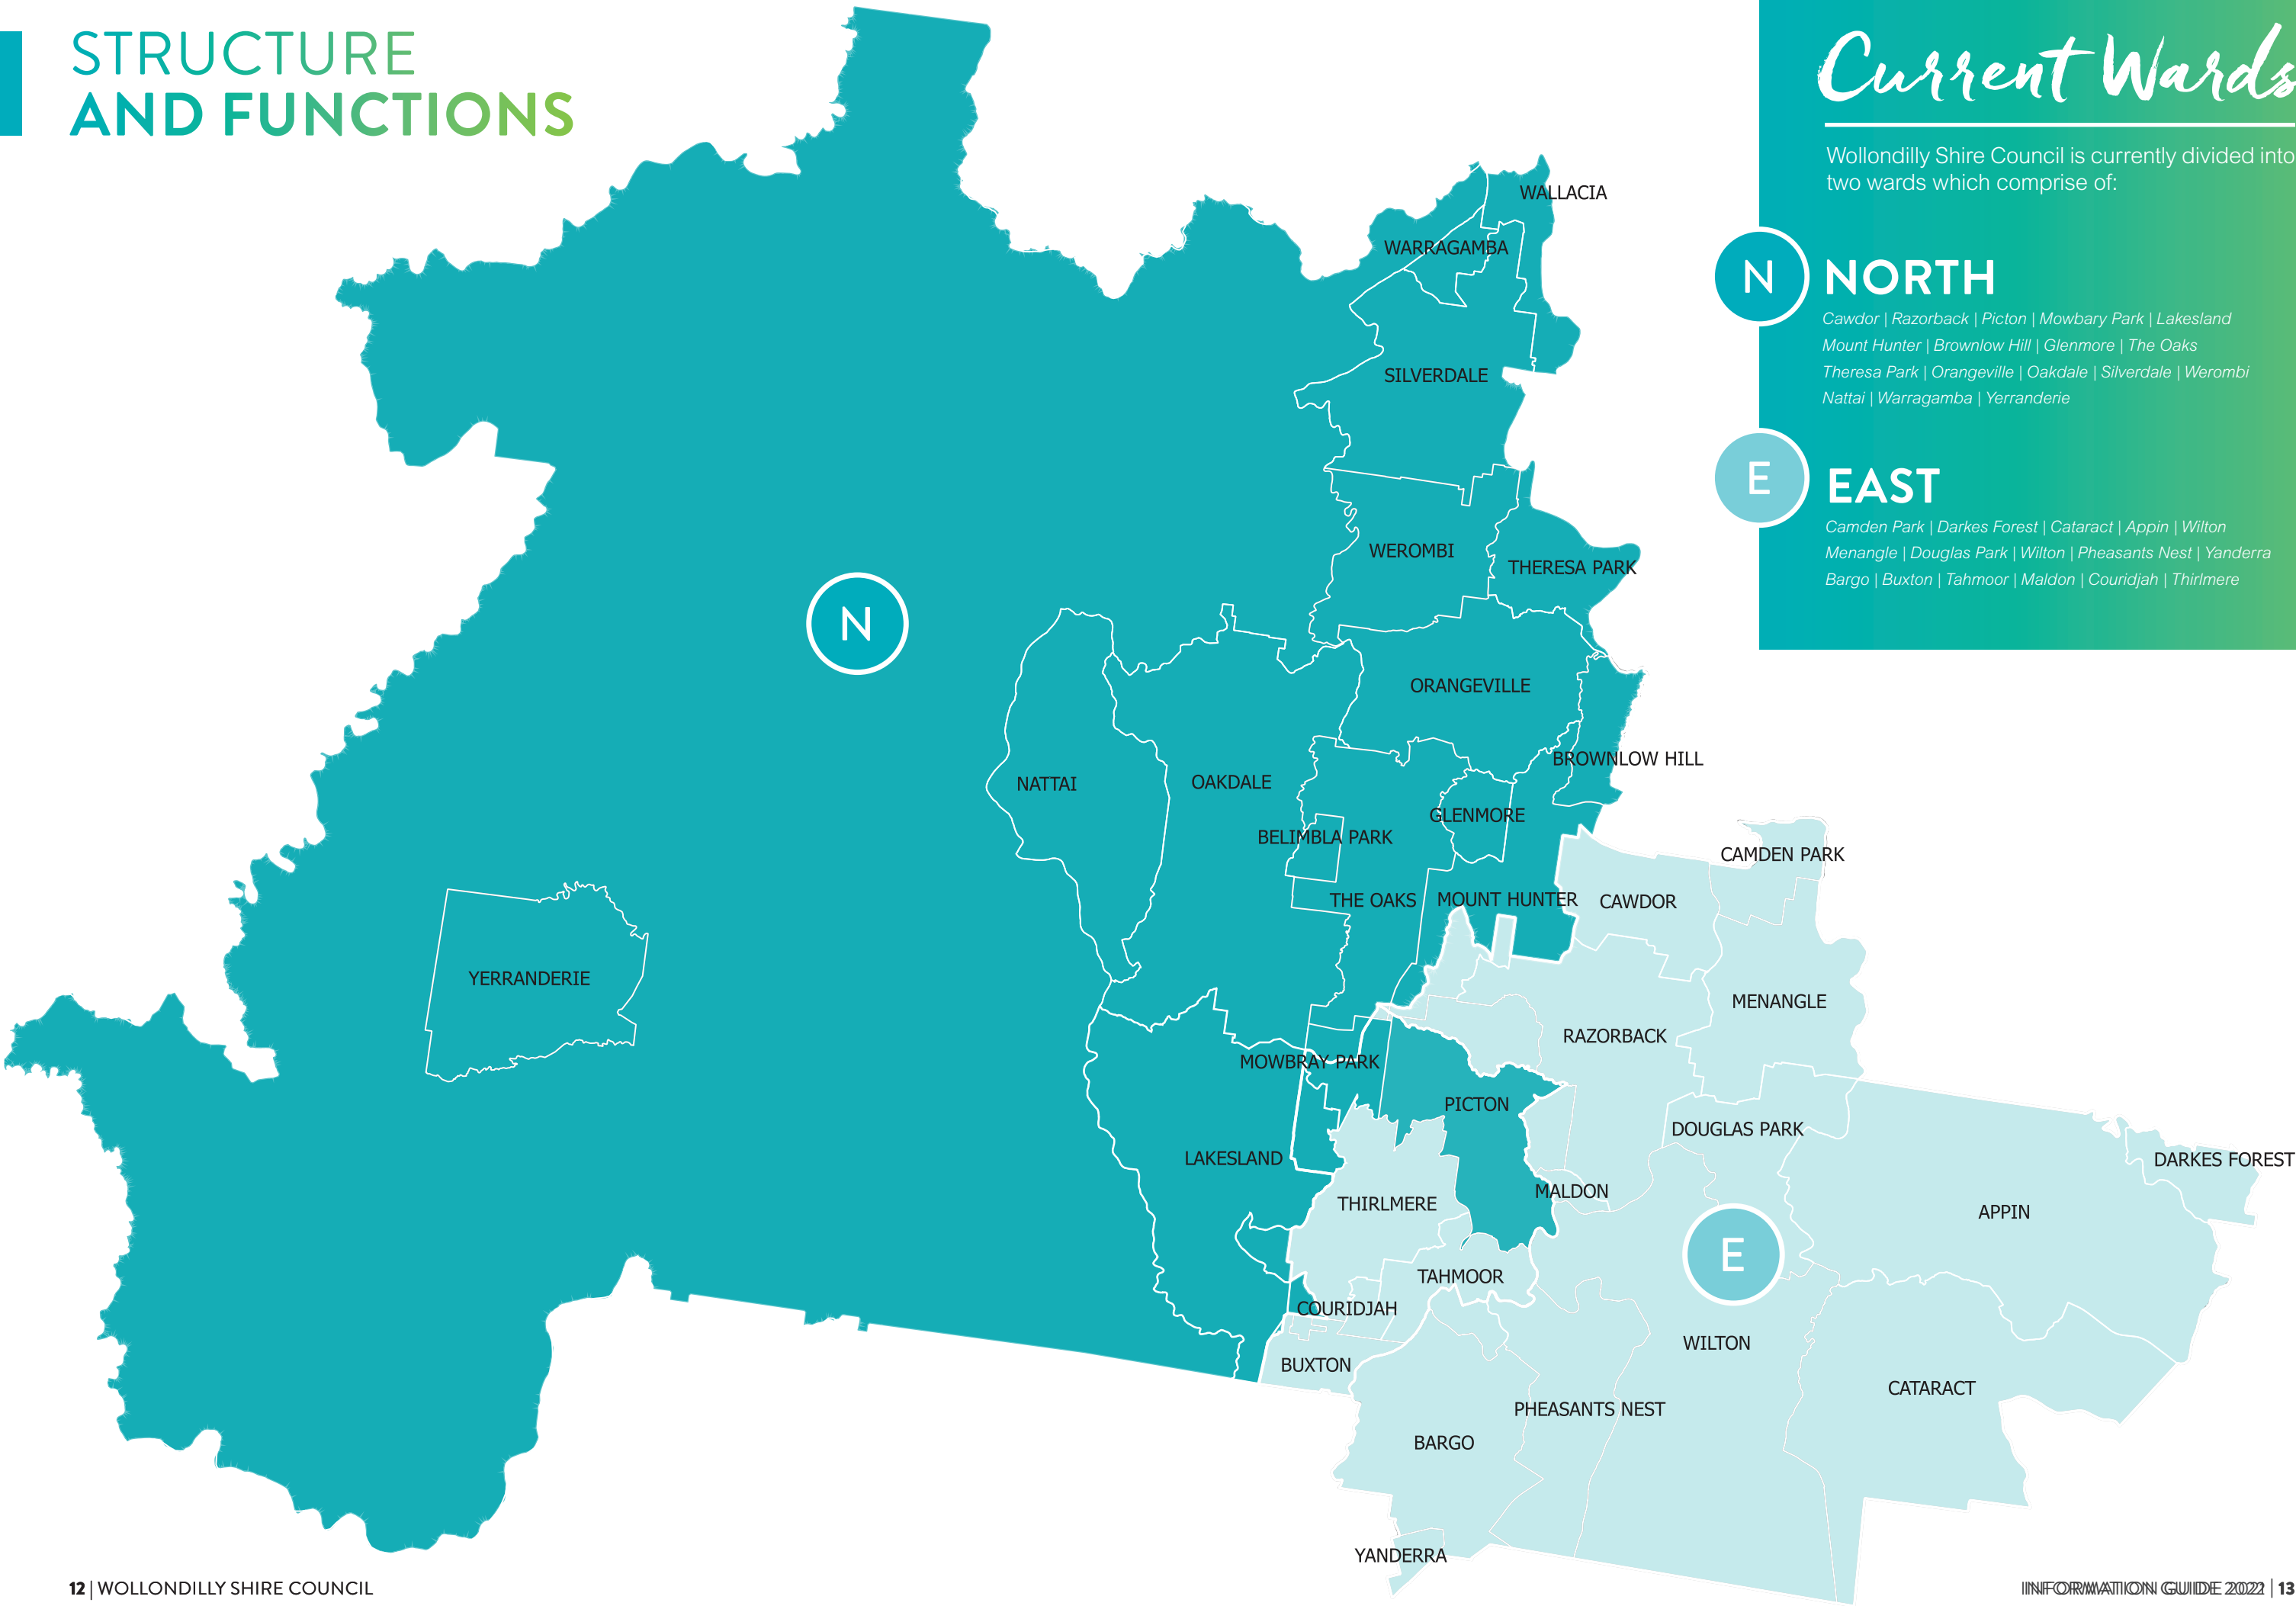 STRUCTURE
AND FUNCTIONS
Current Wards
Wollondilly Shire Council is currently divided into
two wards which comprise of:
N
NORTH
Cawdor | Razorback | Picton | Mowbary Park | Lakesland
Mount Hunter | Brownlow Hill | Glenmore | The Oaks
Theresa Park | Orangeville | Oakdale | Silverdale | Werombi
Nattai | Warragamba | Yerranderie
E
EAST
Camden Park | Darkes Forest | Cataract | Appin | Wilton
Menangle | Douglas Park | Wilton | Pheasants Nest | Yanderra
Bargo | Buxton | Tahmoor | Maldon | Couridjah | Thirlmere
WALLACIA
WARRAGAMBA
SILVERDALE
WEROMBI
THERESA PARK
N
ORANGEVILLE
BROWNLOW HILL
NATTAI
OAKDALE
GLENMORE
BELIMBLA PARK
CAMDEN PARK
THE OAKS
MOUNT HUNTER
CAWDOR
YERRANDERIE
MENANGLE
RAZORBACK
MOWBRAY PARK
PICTON
DOUGLAS PARK
LAKESLAND
DARKES FOREST
MALDON
THIRLMERE
APPIN
E
TAHMOOR
COURIDJAH
WILTON
BUXTON
CATARACT
PHEASANTS NEST
BARGO
YANDERRA
12 | WOLLONDILLY SHIRE COUNCIL
INFORMATION GUIDE 2022 | 13